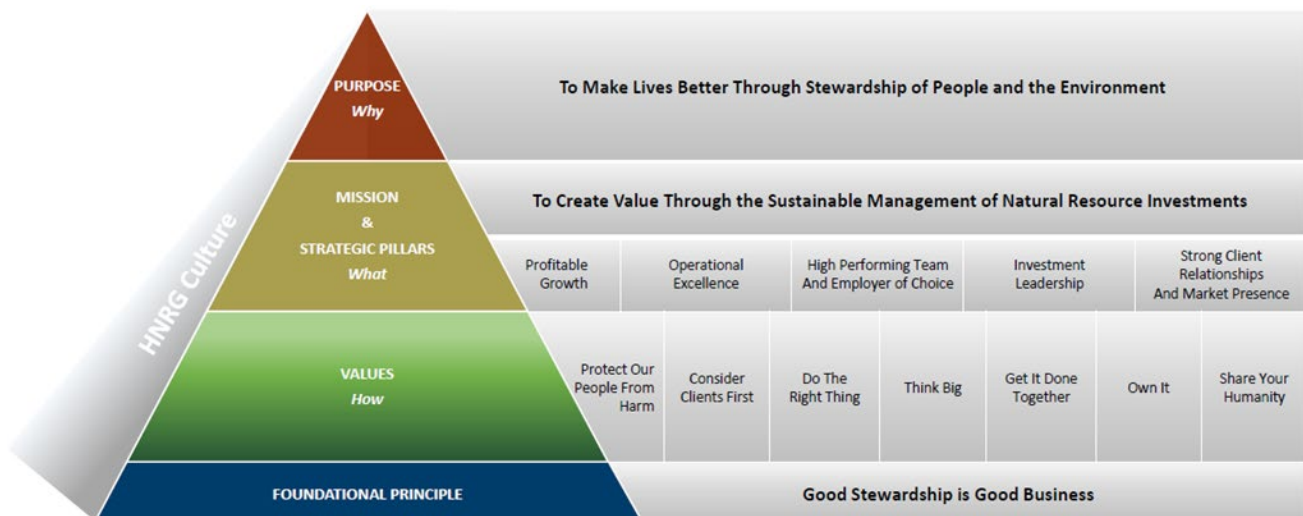 HNRG Culture
PURPOSE
Why
To Make Lives Better Through Stewardship of People and the Environment
MISSION
&
STRATEGIC PILLARS
What
To Create Value Through the Sustainable Management of Natural Resource Investments
Profitable
Growth
Operational
Excellence
High Performing Team
And Employer of Choice
Investment
Leadership
Strong Client
Relationships
And Market Presence
VALUES
How
Protect Our
People From
Harm
Consider
Clients First
Do The
Right Thing
Think Big
Get It Done
Together
Own It
Share Your
Humanity
FOUNDATIONAL PRINCIPLE
Good Stewardship is Good Business